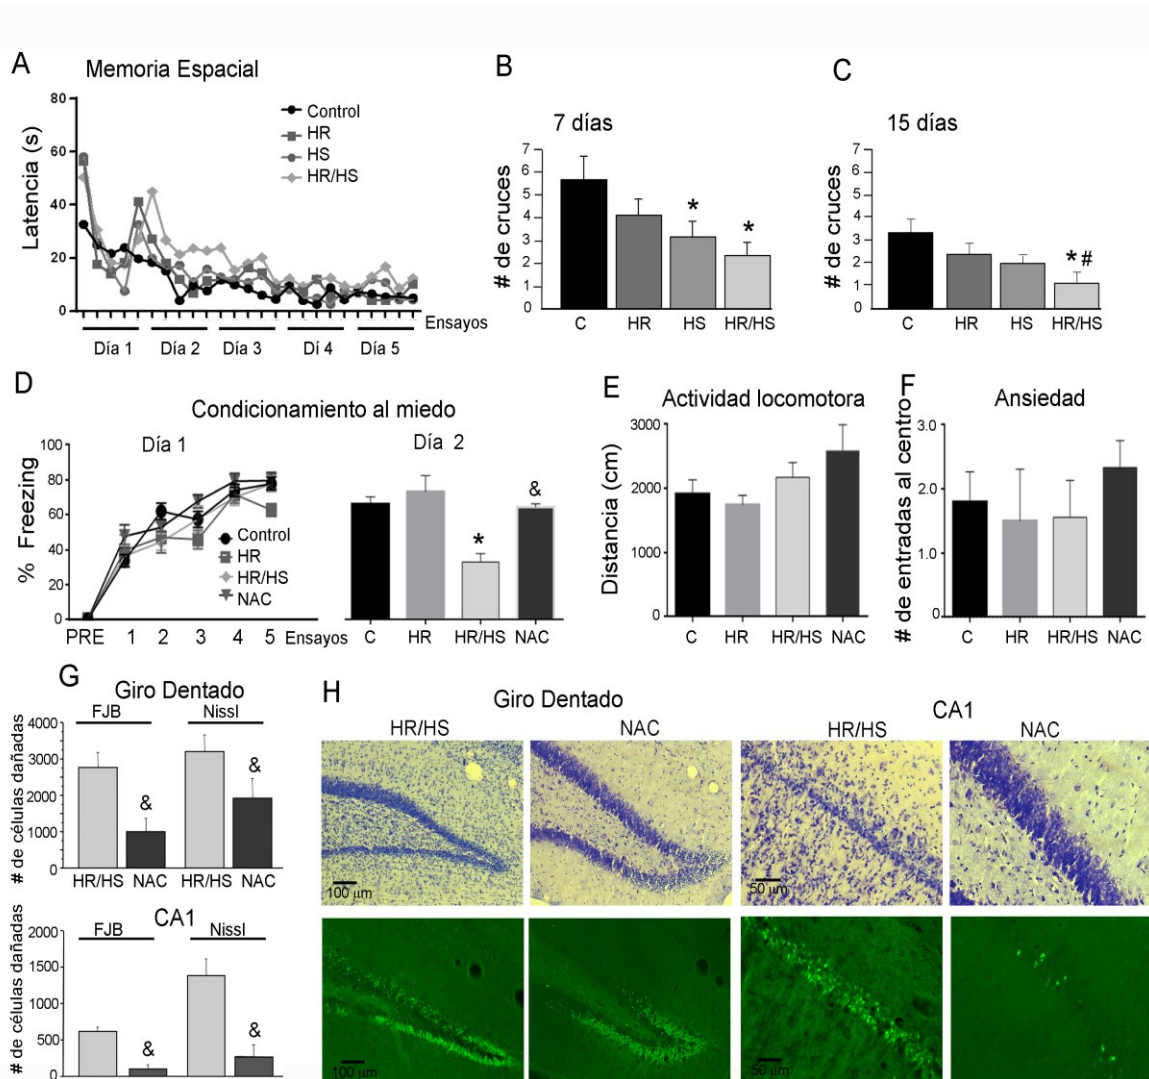 A
Memoria Espacial
Latencia (s)
80
60
40
20
0
Control
HR
HS
HR/HS
Ensayos
Día 1
Día 2
Día 3
Dí 4
Día 5
B
7 días
# de cruces
7
6
5
4
3
2
1
0
*
*
C
HR
HS
HR/HS
C
15 días
# de cruces
7
6
5
4
3
2
1
0
* #
C
HR
HS
HR/HS
D
Condicionamiento al miedo
Día 1
% Freezing
100
80
60
40
20
0
Control
HR
HR/HS
NAC
PRE
1
2
3
4
5
Ensayos
Día 2
*
&
C
HR
HR/HS
NAC
E
Actividad locomotora
Distancia (cm)
3000
2000
1000
0
C
HR
HR/HS
NAC
F
Ansiedad
# de entradas al centro
3.0
2.0
1.0
0.0
C
HR
HR/HS
NAC
G
Giro Dentado
FJB
Nissl
# de células dañadas
4000
3000
2000
1000
0
&
&
HR/HS
NAC
HR/HS
NAC
CA1
FJB
Nissl
# de células dañadas
2000
1500
1000
500
0
&
&
H
Giro Dentado
CA1
HR/HS
NAC
HR/HS
NAC
100 µm
100 µm
50 µm
50 µm
100 µm
100 µm
50 µm